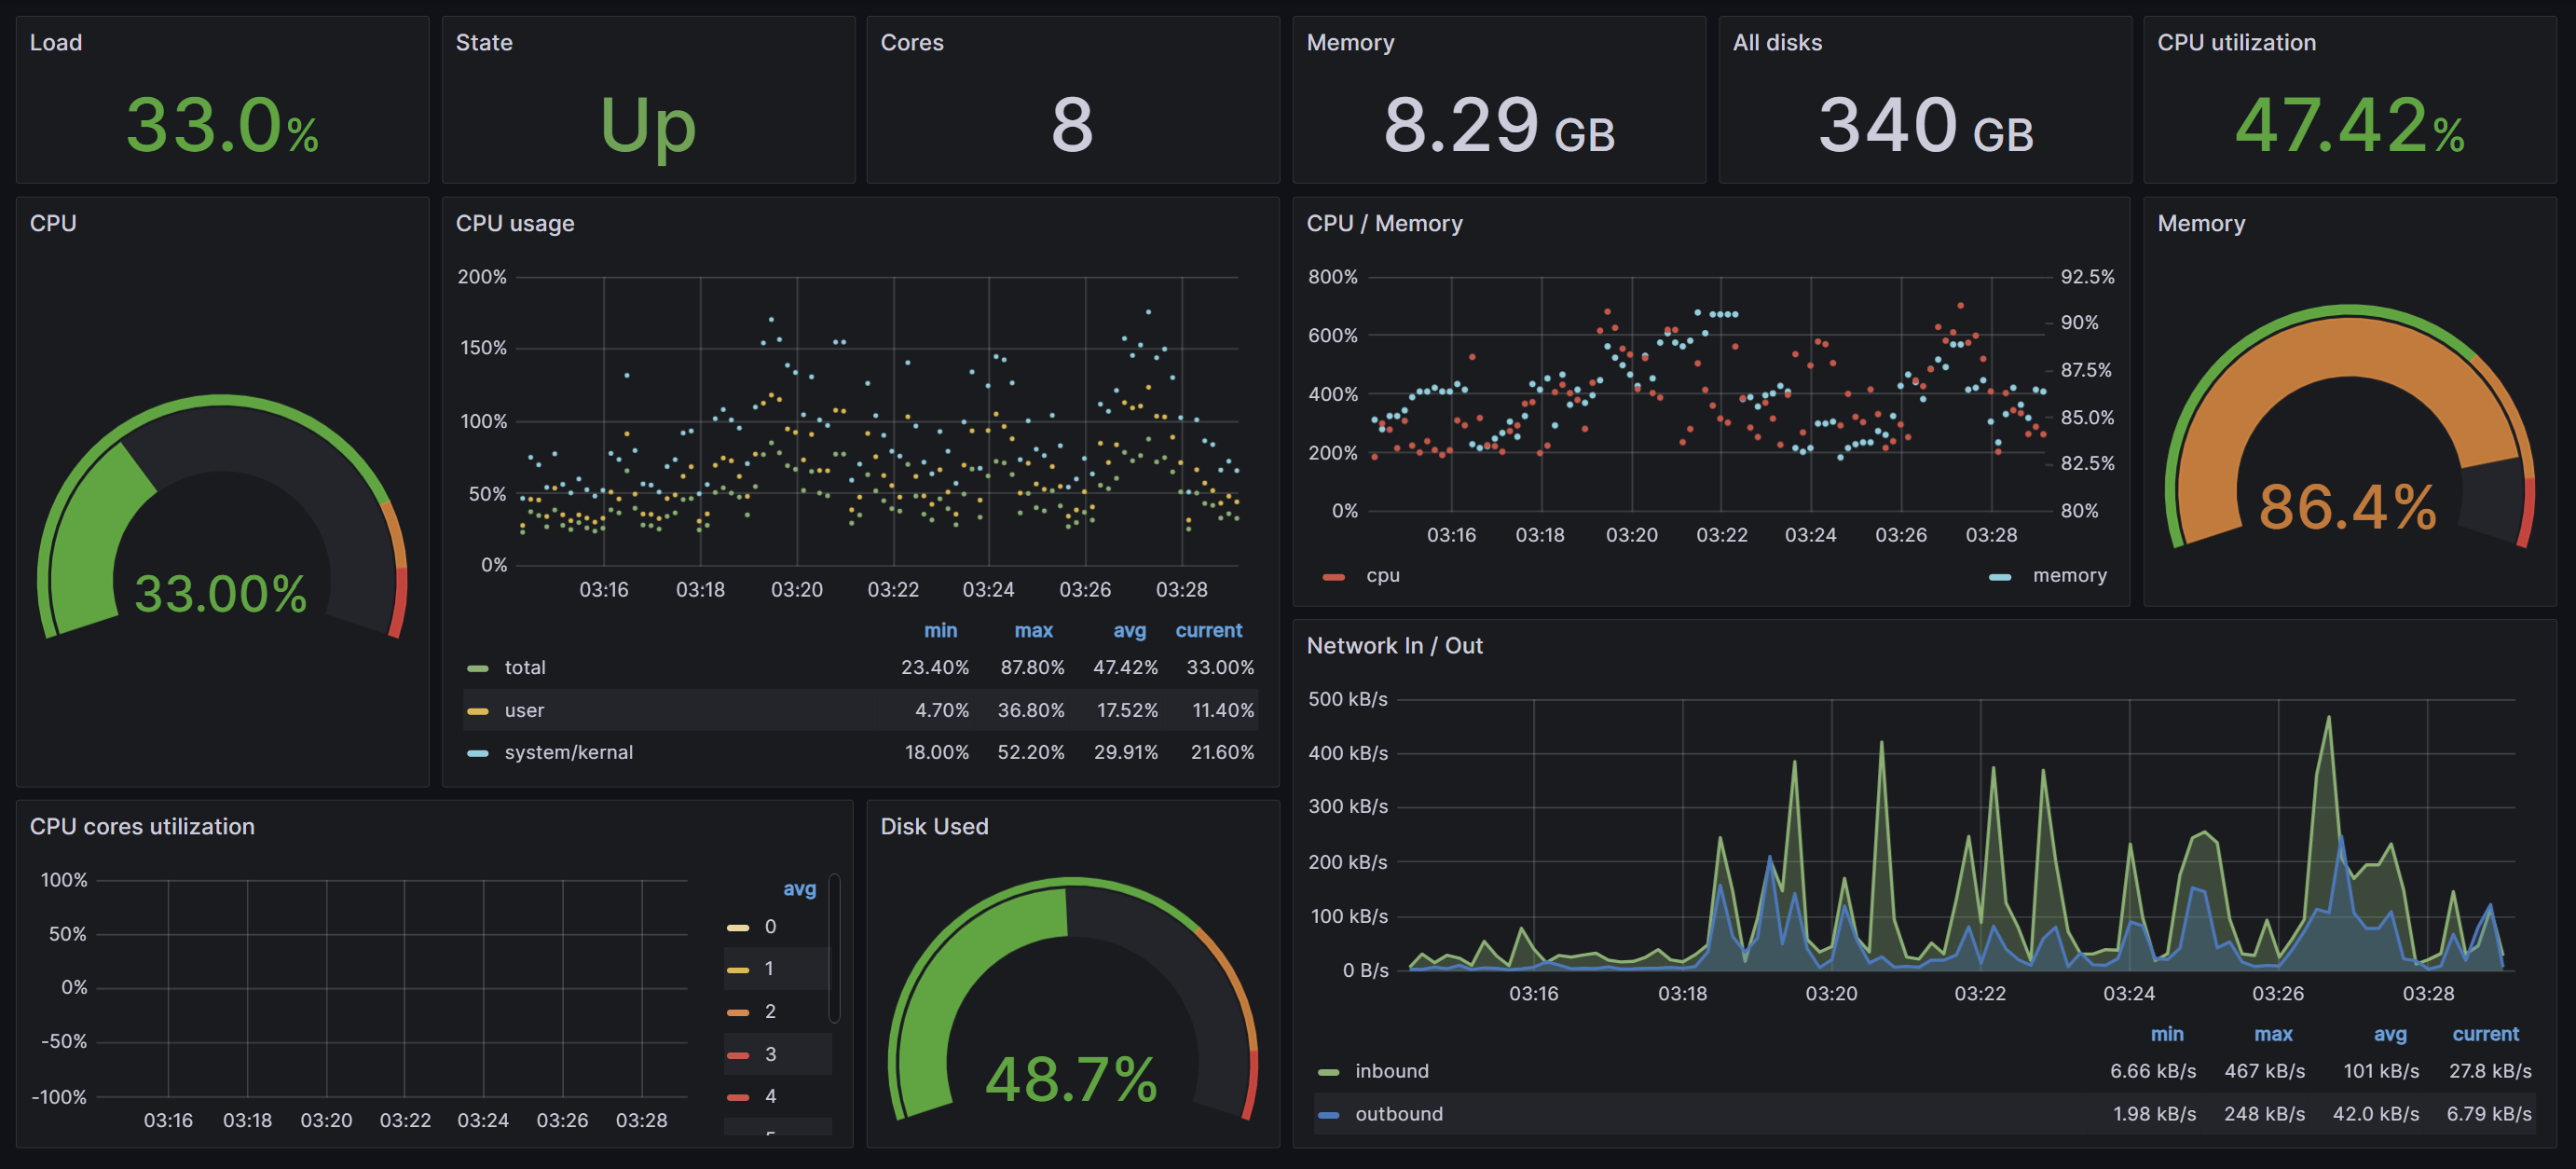 Load
33.0%
State
Up
Cores
8
Memory
8.29 GB
All disks
340 GB
CPU utilization
47.42%
CPU
33.00%
CPU usage
200%
150%
100%
50%
0%
03:16 03:18 03:20 03:22 03:24 03:26 03:28
min max avg current
total 23.40% 87.80% 47.42% 33.00%
user 4.70% 36.80% 17.52% 11.40%
system/kernal 18.00% 52.20% 29.91% 21.60%
CPU / Memory
800% 92.5%
600% 90%
87.5%
400%
85.0%
200%
82.5%
0% 80%
03:16 03:18 03:20 03:22 03:24 03:26 03:28
cpu memory
Memory
86.4%
CPU cores utilization
100%
50%
0%
-50%
-100%
03:16 03:18 03:20 03:22 03:24 03:26 03:28
avg
0
1
2
3
4
Disk Used
48.7%
Network In / Out
500 kB/s
400 kB/s
300 kB/s
200 kB/s
100 kB/s
0 B/s
03:16 03:18 03:20 03:22 03:24 03:26 03:28
min max avg current
inbound 6.66 kB/s 467 kB/s 101 kB/s 27.8 kB/s
outbound 1.98 kB/s 248 kB/s 42.0 kB/s 6.79 kB/s